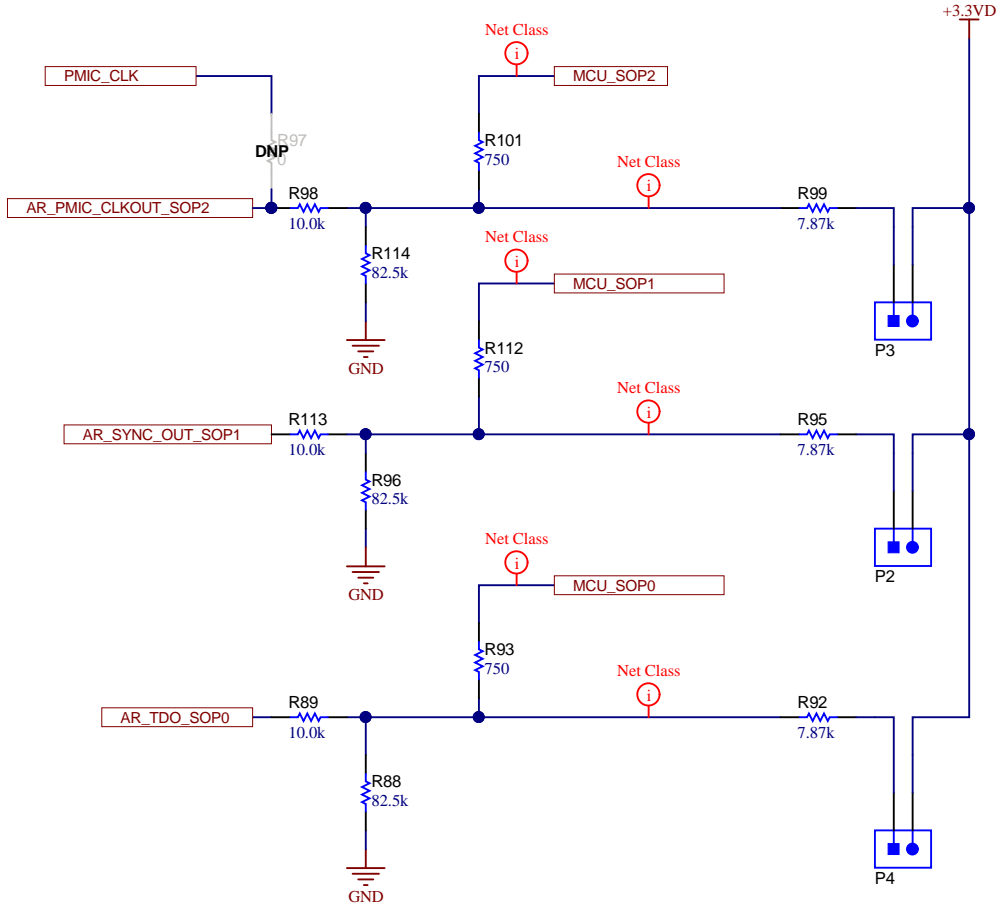 +3.3VD
Net Class
i
PMIC_CLK
MCU_SOP2
R97
0
DNP
R101
750
Net Class
i
AR_PMIC_CLKOUT_SOP2
R98
10.0k
R99
7.87k
Net Class
i
R114
82.5k
MCU_SOP1
P3
GND
R112
750
Net Class
i
AR_SYNC_OUT_SOP1
R113
10.0k
R95
7.87k
R96
82.5k
Net Class
i
P2
GND
MCU_SOP0
R93
750
Net Class
i
AR_TDO_SOP0
R89
10.0k
R92
7.87k
R88
82.5k
P4
GND